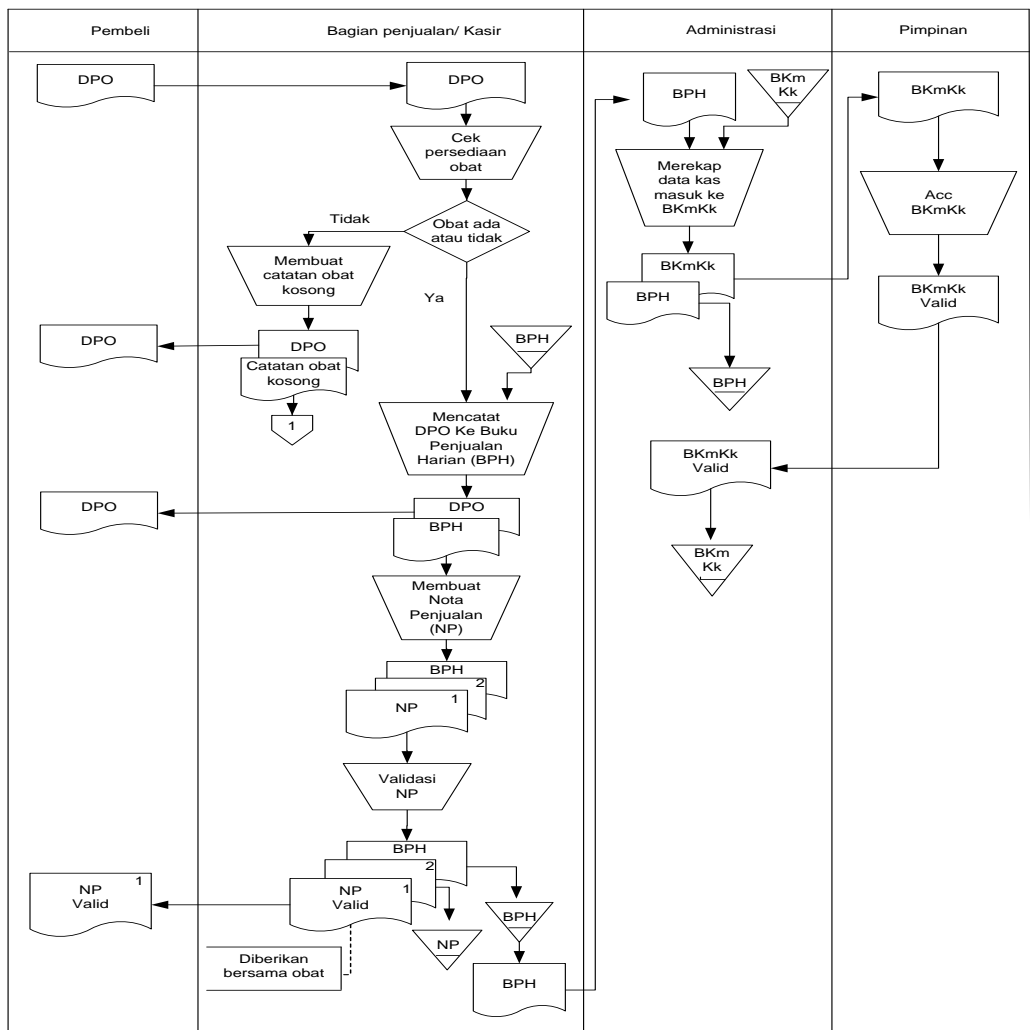 Pembeli
Bagian penjualan/ Kasir
Administrasi
Pimpinan
DPO
DPO
Cek
persediaan
obat
Obat ada
atau tidak
Tidak
Ya
Membuat
catatan obat
kosong
DPO
Catatan obat
kosong
1
DPO
BPH
Mencatat
DPO Ke Buku
Penjualan
Harian (BPH)
DPO
BPH
DPO
Membuat
Nota
Penjualan
(NP)
BPH
2
1
NP
Validasi
NP
BPH
2
1
NP
Valid
1
NP
Valid
Diberikan
bersama obat
NP
BPH
BPH
BPH
BKm
Kk
Merekap
data kas
masuk ke
BKmKk
BKmKk
BPH
BPH
BKmKk
Valid
BKm
Kk
BKmKk
Acc
BKmKk
BKmKk
Valid